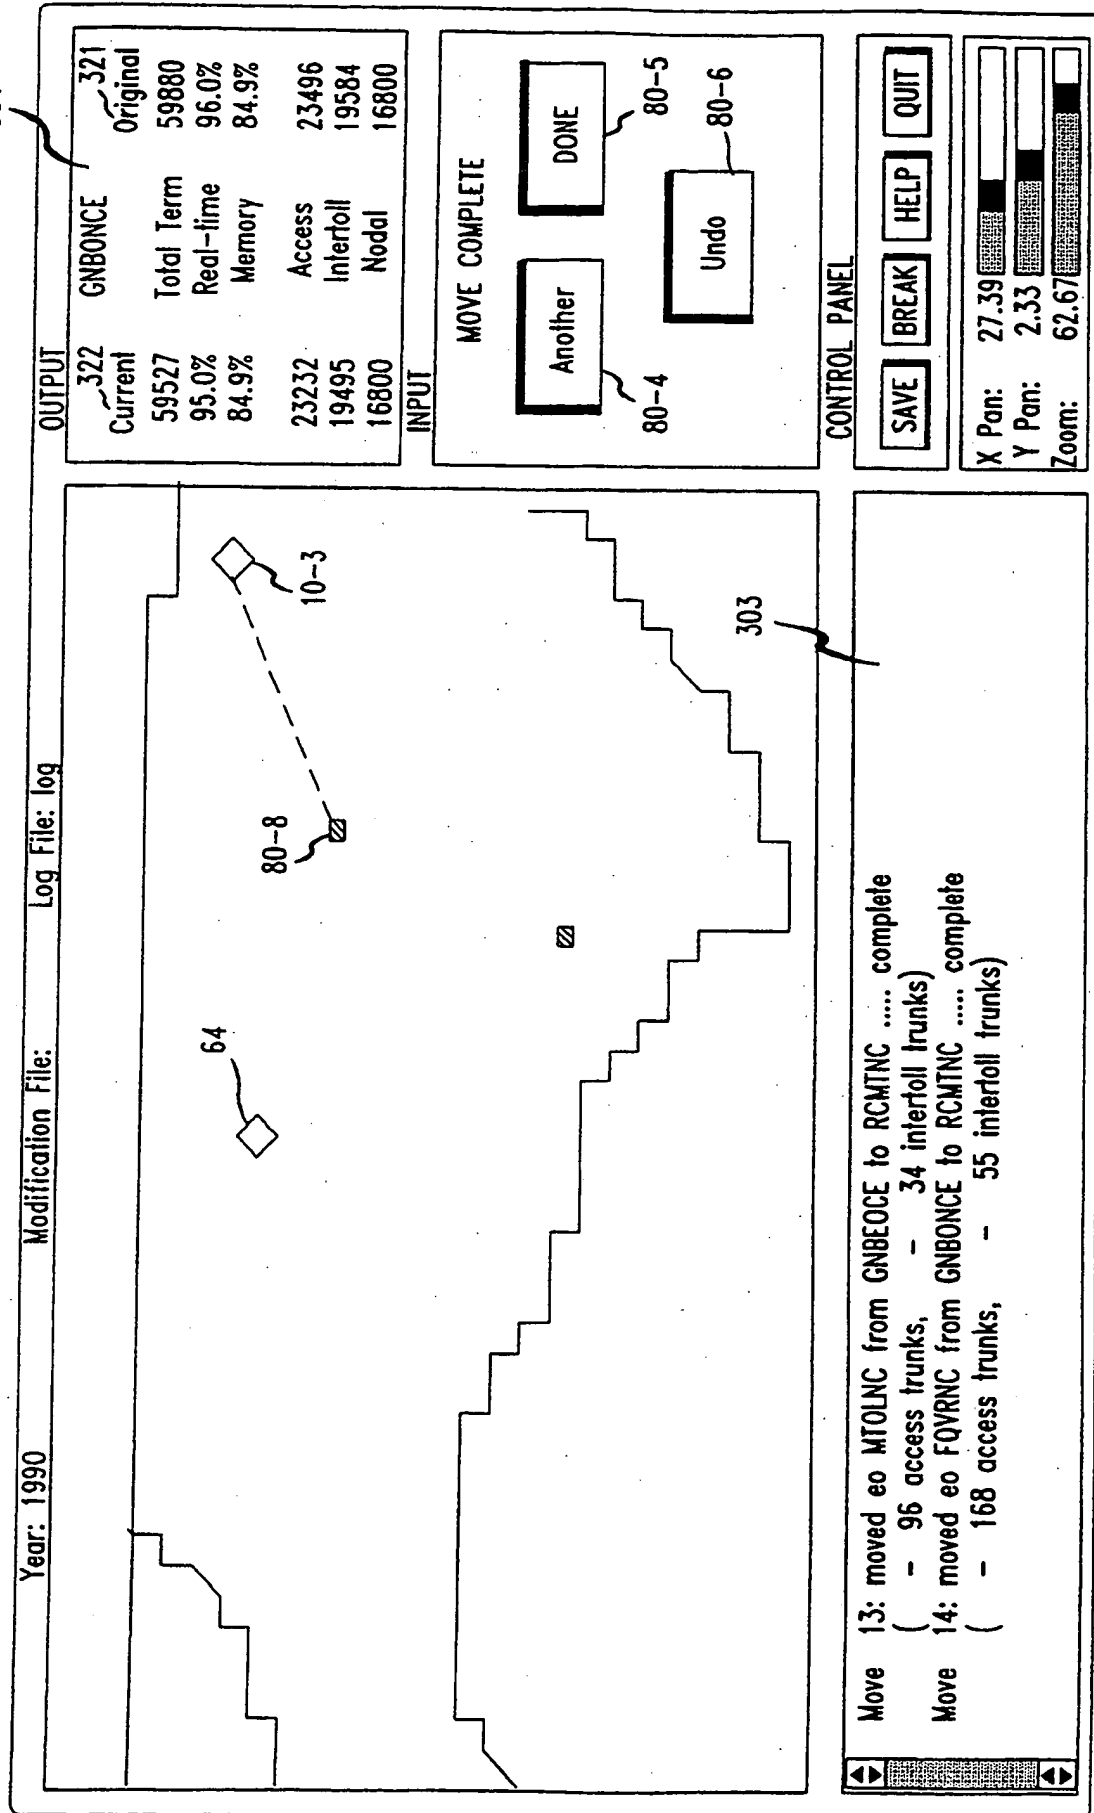 Year: 1990 Modification File: Log File: log
OUTPUT
322 321
Current GNBONCE Original
59527 Total Term 59880
95.0% Real-time 96.0%
84.9% Memory 84.9%
23232 Access 23496
19495 Intertoll 19584
16800 Nodal 16800
INPUT
MOVE COMPLETE
Another
DONE
80-4
80-5
Undo
80-6
CONTROL PANEL
SAVE BREAK HELP QUIT
X Pan: 27.39
Y Pan: 2.33
Zoom: 62.67
64
80-8
10-3
303
Move 13: moved eo MTOLNC from GNBEOCE to RCMTNC ..... complete
( - 96 access trunks, - 34 intertoll trunks)
Move 14: moved eo FQVRNC from GNBONCE to RCMTNC ..... complete
( - 168 access trunks, - 55 intertoll trunks)